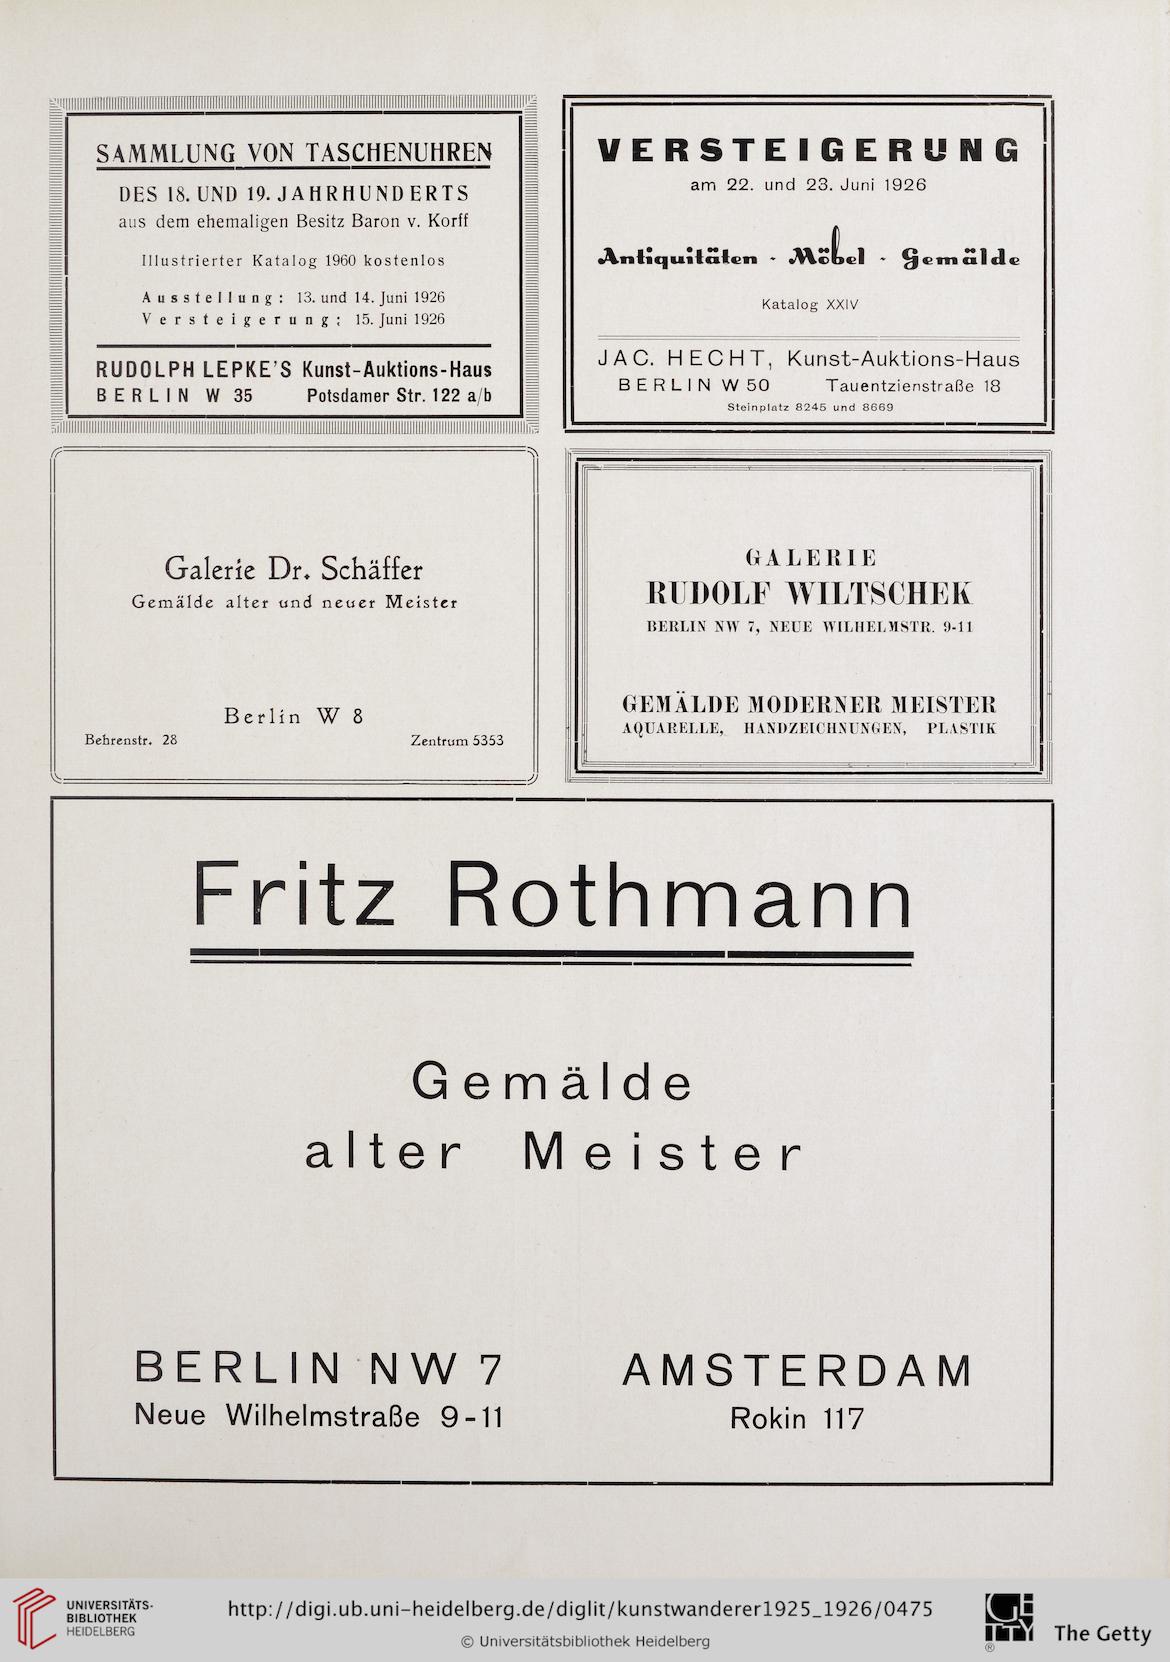 SAMMLUNG VON TASCHENUHREN
DES 18. UND 19. JAHRHUNDERTS
aus dem ehemaligen Besitz Baron v. Korff
Illustrierter Katalog 1960 kostenlos
Ausstellung: 13. und 14. Juni 1926
Versteigerung: 15. Juni 1926
RUDOLPH LEPKE'S Kunst-Auktions-Haus
BERLIN W 35 Potsdamer Str. 122 a/b
VERSTEIGERUNG
am 22. und 23. Juni 1926
Antiquitäten - Möbel - Gemälde
Katalog XXIV
JAC. HECHT, Kunst-Auktions-Haus
BERLIN W 50 Tauentzienstraße 18
Steinplatz 8245 und 8669
Galerie Dr. Schäffer
Gemälde alter und neuer Meister
Berlin W 8
Behrenstr. 28 Zentrum 5353
GALERIE
RUDOLF WILTSCHEK
BERLIN NW 7, NEUE WILHELMSTR. 9-11
GEMÄLDE MODERNER MEISTER
AQUARELLE, HANDZEICHNUNGEN, PLASTIK
Fritz Rothmann
Gemälde
alter Meister
BERLIN NW 7
Neue Wilhelmstraße 9-11
AMSTERDAM
Rokin 117
UNIVERSITÄTS-
BIBLIOTHEK
HEIDELBERG
http://digi.ub.uni-heidelberg.de/diglit/kunstwanderer1925_1926/0475
© Universitätsbibliothek Heidelberg
GETTY
®
The Getty